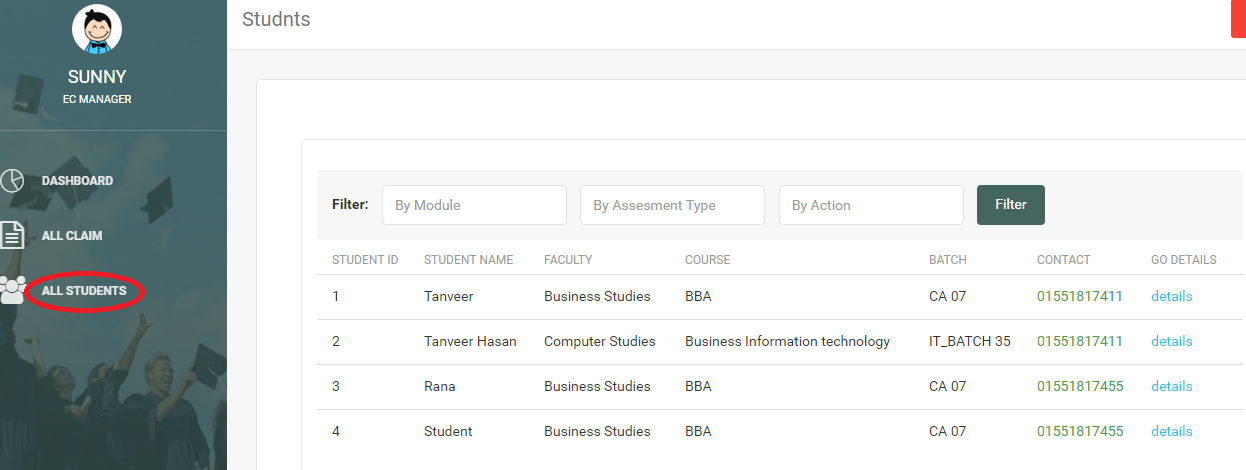 Studnts
SUNNY
EC MANAGER
DASHBOARD
ALL CLAIM
ALL STUDENTS
Filter: By Module By Assesment Type By Action Filter
STUDENT ID STUDENT NAME FACULTY COURSE BATCH CONTACT GO DETAILS
1 Tanveer Business Studies BBA CA 07 01551817411 details
2 Tanveer Hasan Computer Studies Business Information technology IT_BATCH 35 01551817411 details
3 Rana Business Studies BBA CA 07 01551817455 details
4 Student Business Studies BBA CA 07 01551817455 details